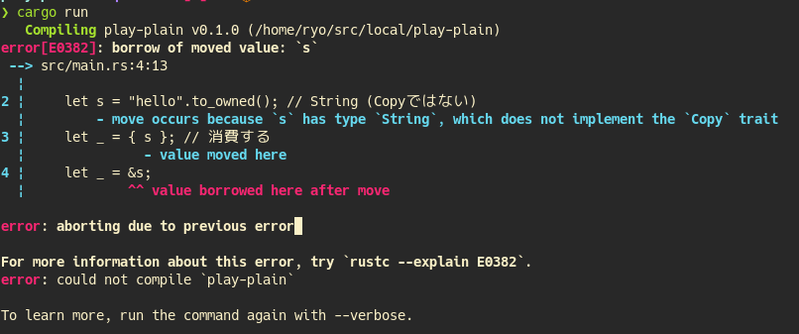 ❯ cargo run
   Compiling play-plain v0.1.0 (/home/ryo/src/local/play-plain)
error[E0382]: borrow of moved value: `s`
 --> src/main.rs:4:13
  ¦
2 ¦     let s = "hello".to_owned(); // String (Copyではない)
  ¦         - move occurs because `s` has type `String`, which does not implement the `Copy` trait
3 ¦     let _ = { s }; // 消費する
  ¦               - value moved here
4 ¦     let _ = &s;
  ¦             ^^ value borrowed here after move

error: aborting due to previous error

For more information about this error, try `rustc --explain E0382`.
error: could not compile `play-plain`

To learn more, run the command again with --verbose.